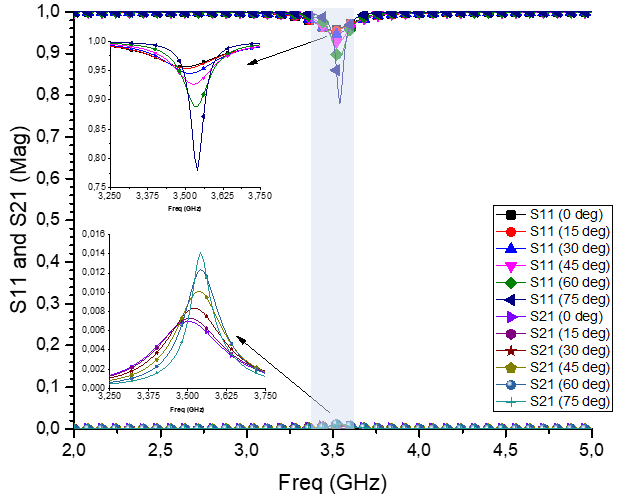 S11 and S21 (Mag)
1,0
0,9
0,8
0,7
0,6
0,5
0,4
0,3
0,2
0,1
0,0
2,0 2,5 3,0 3,5 4,0 4,5 5,0
Freq (GHz)
1,00
0,95
0,90
0,85
0,80
0,75
3,250 3,375 3,500 3,625 3,750
Freq (GHz)
0,016
0,014
0,012
0,010
0,008
0,006
0,004
0,002
0,000
3,250 3,375 3,500 3,625 3,750
Freq (GHz)
S11 (0 deg)
S11 (15 deg)
S11 (30 deg)
S11 (45 deg)
S11 (60 deg)
S11 (75 deg)
S21 (0 deg)
S21 (15 deg)
S21 (30 deg)
S21 (45 deg)
S21 (60 deg)
S21 (75 deg)